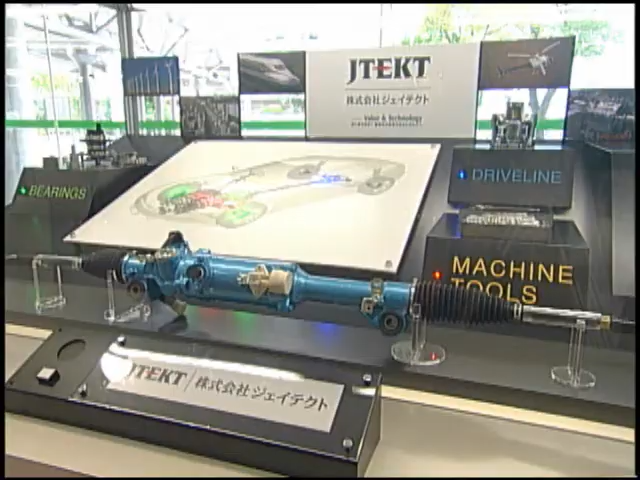 JTEKT
株式会社ジェイテクト
Value & Technology
BEARINGS
DRIVELINE
MACHINE
TOOLS
JTEKT / 株式会社ジェイテクト